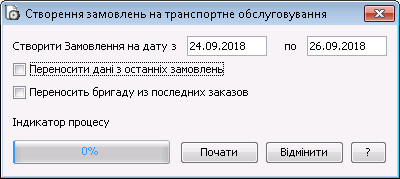 Створення замовлень на транспортне обслуговування
Створити Замовлення на дату з 24.09.2018 по 26.09.2018
Переносити дані з останніх замовлень
Переносить бригаду из последних заказов
Індикатор процесу
0% Почати Відмінити ?